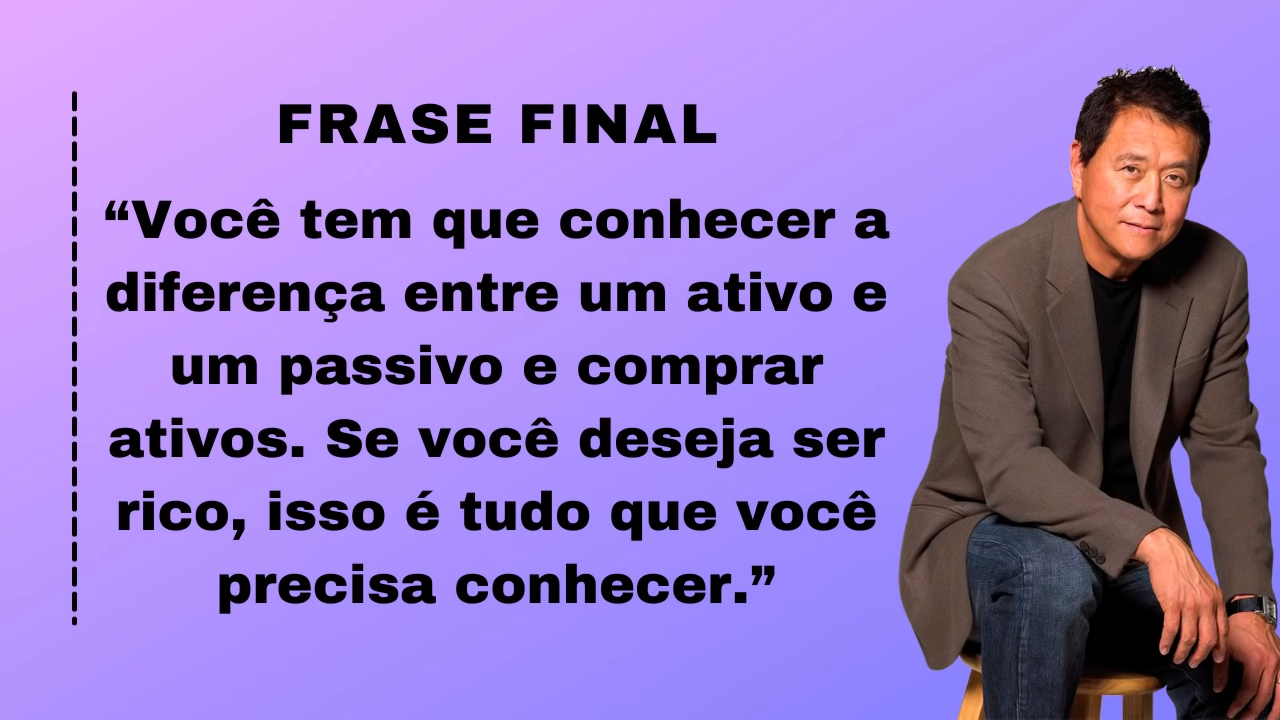 FRASE FINAL
“Você tem que conhecer a
diferença entre um ativo e
um passivo e comprar
ativos. Se você deseja ser
rico, isso é tudo que você
precisa conhecer.”